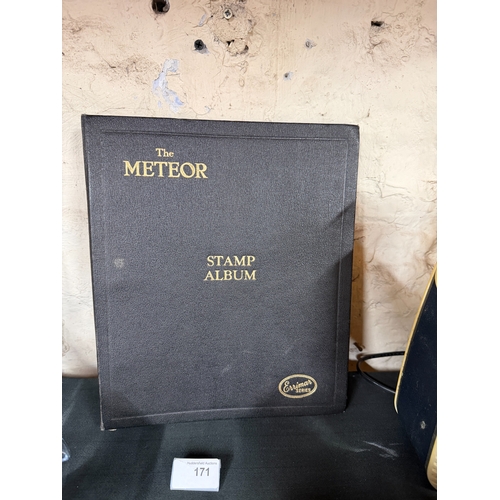 The
METEOR
STAMP
ALBUM
Errimar
SERIES
171